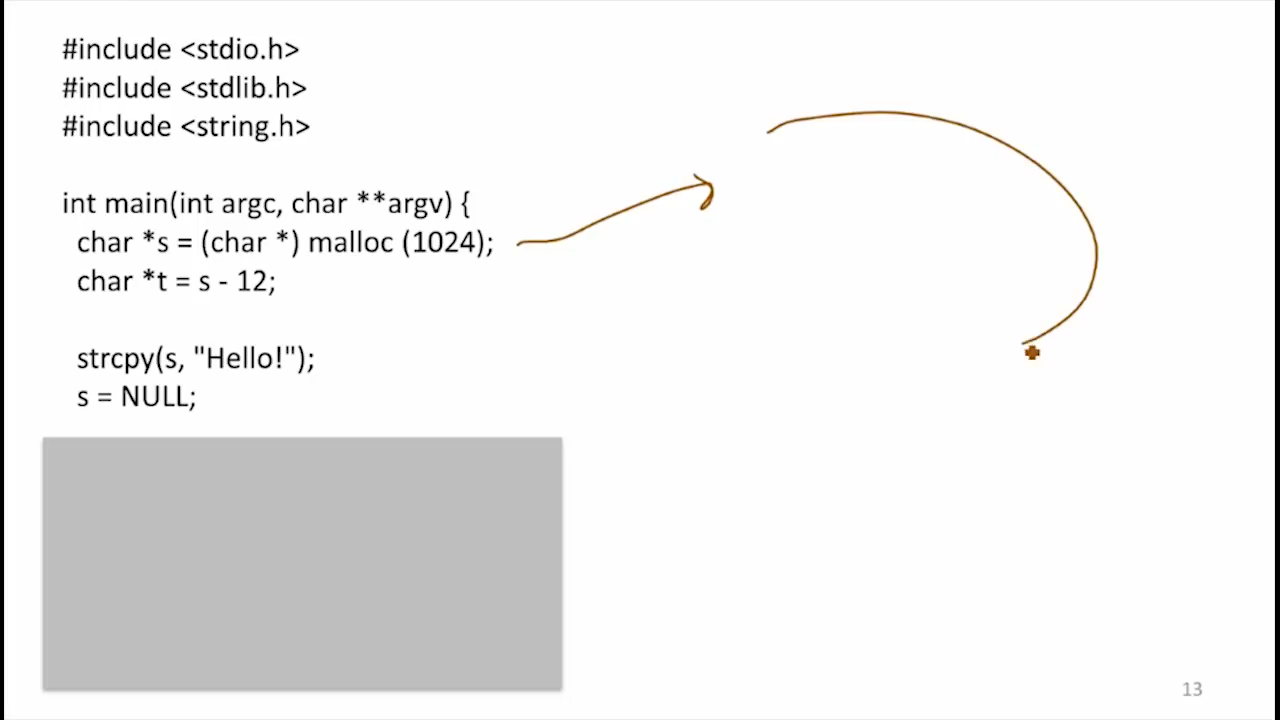 #include <stdio.h>
#include <stdlib.h>
#include <string.h>
int main(int argc, char **argv) {
char *s = (char *) malloc (1024);
char *t = s - 12;
strcpy(s, "Hello!");
s = NULL;
13